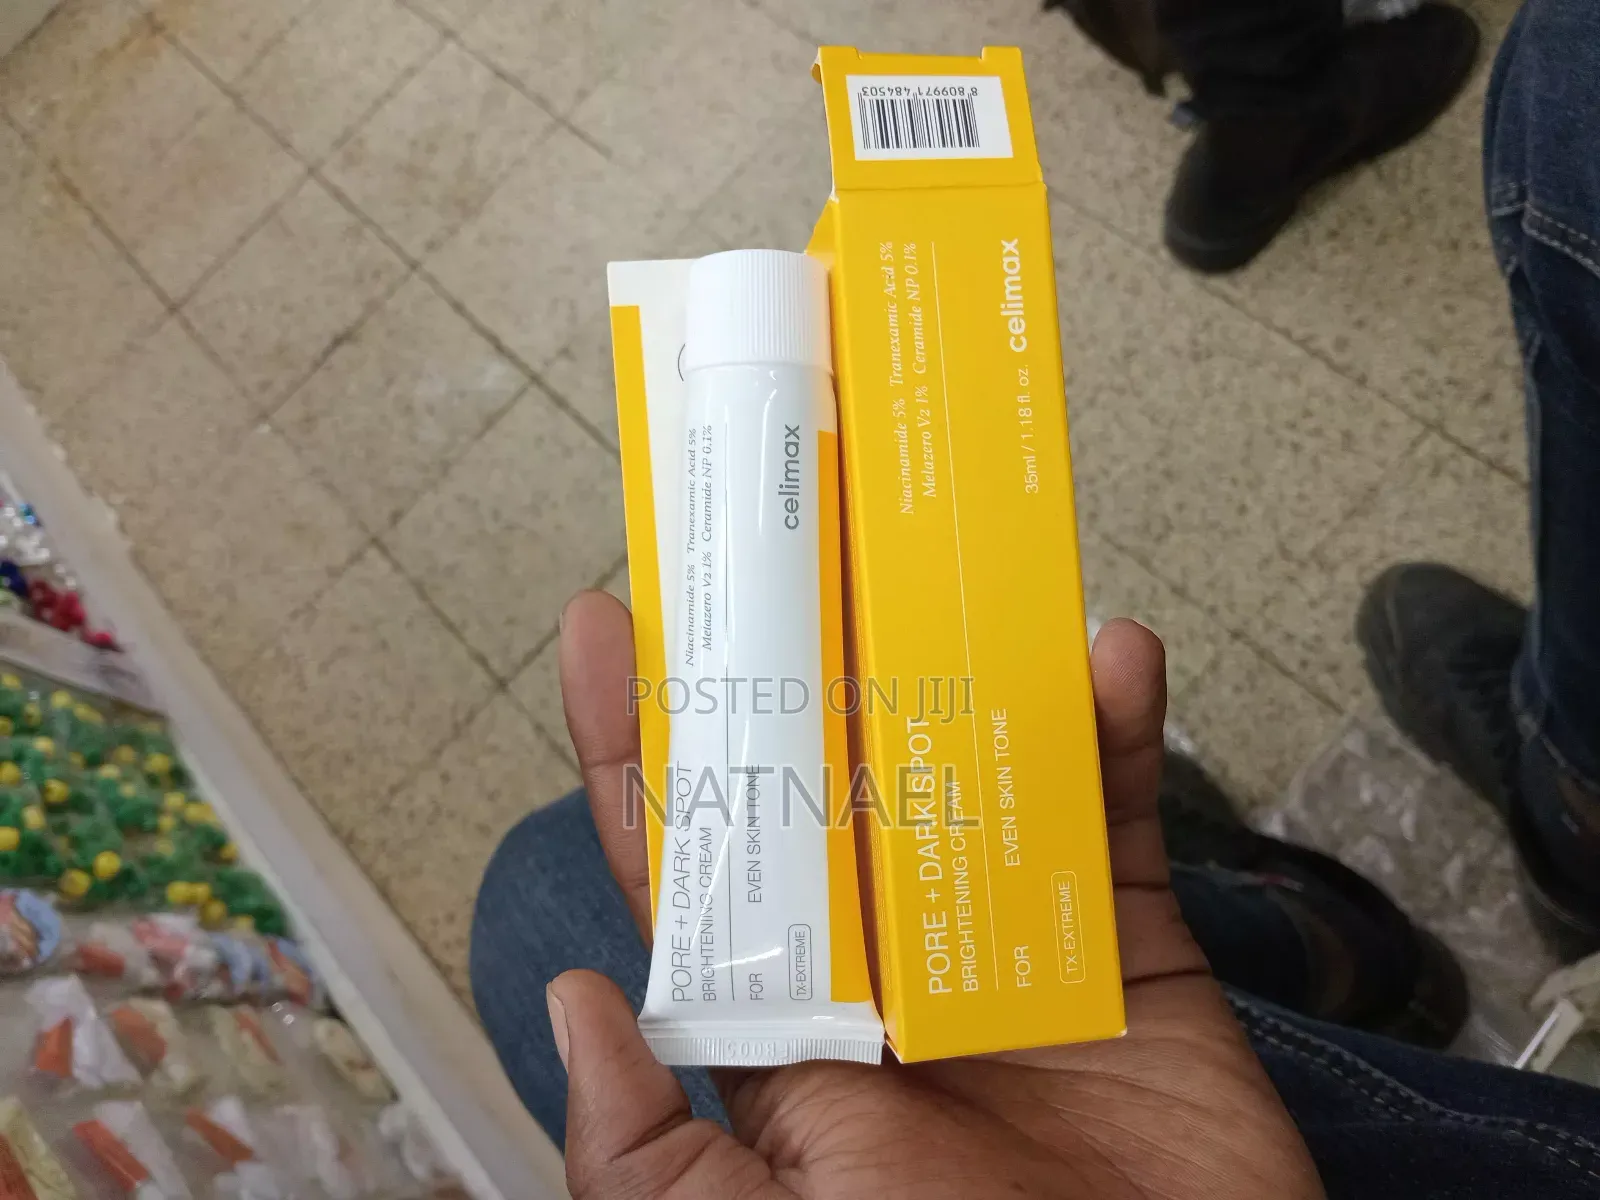 8 809971 484503
celimax
35ml / 1.18 fl. oz.
Niacinamide 5% Tranexamic Acid 5%
Melazero V2 1% Ceramide NP 0.1%
PORE + DARK SPOT
BRIGHTENING CREAM
FOR EVEN SKIN TONE
TX-EXTREME
celimax
Niacinamide 5% Tranexamic Acid 5%
Melazero V2 1% Ceramide NP 0.1%
PORE + DARK SPOT
BRIGHTENING CREAM
FOR EVEN SKIN TONE
TX-EXTREME
POSTED ON JIJI
NATNAEL